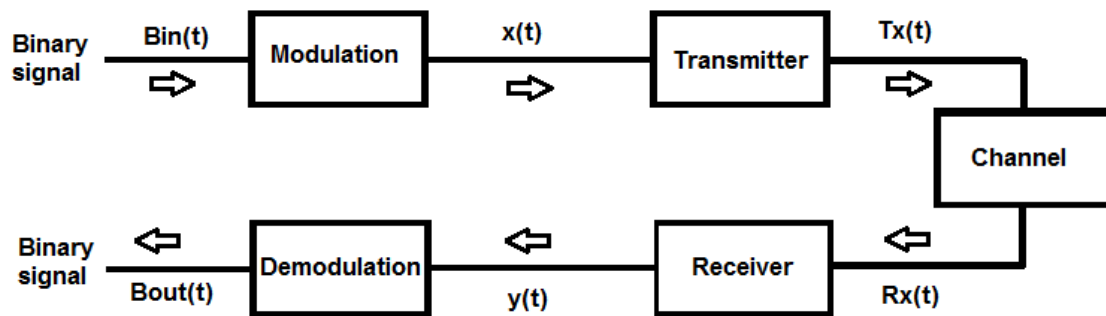 Binary
signal
Bin(t)
Modulation
x(t)
Transmitter
Tx(t)
Channel
Binary
signal
Bout(t)
Demodulation
y(t)
Receiver
Rx(t)